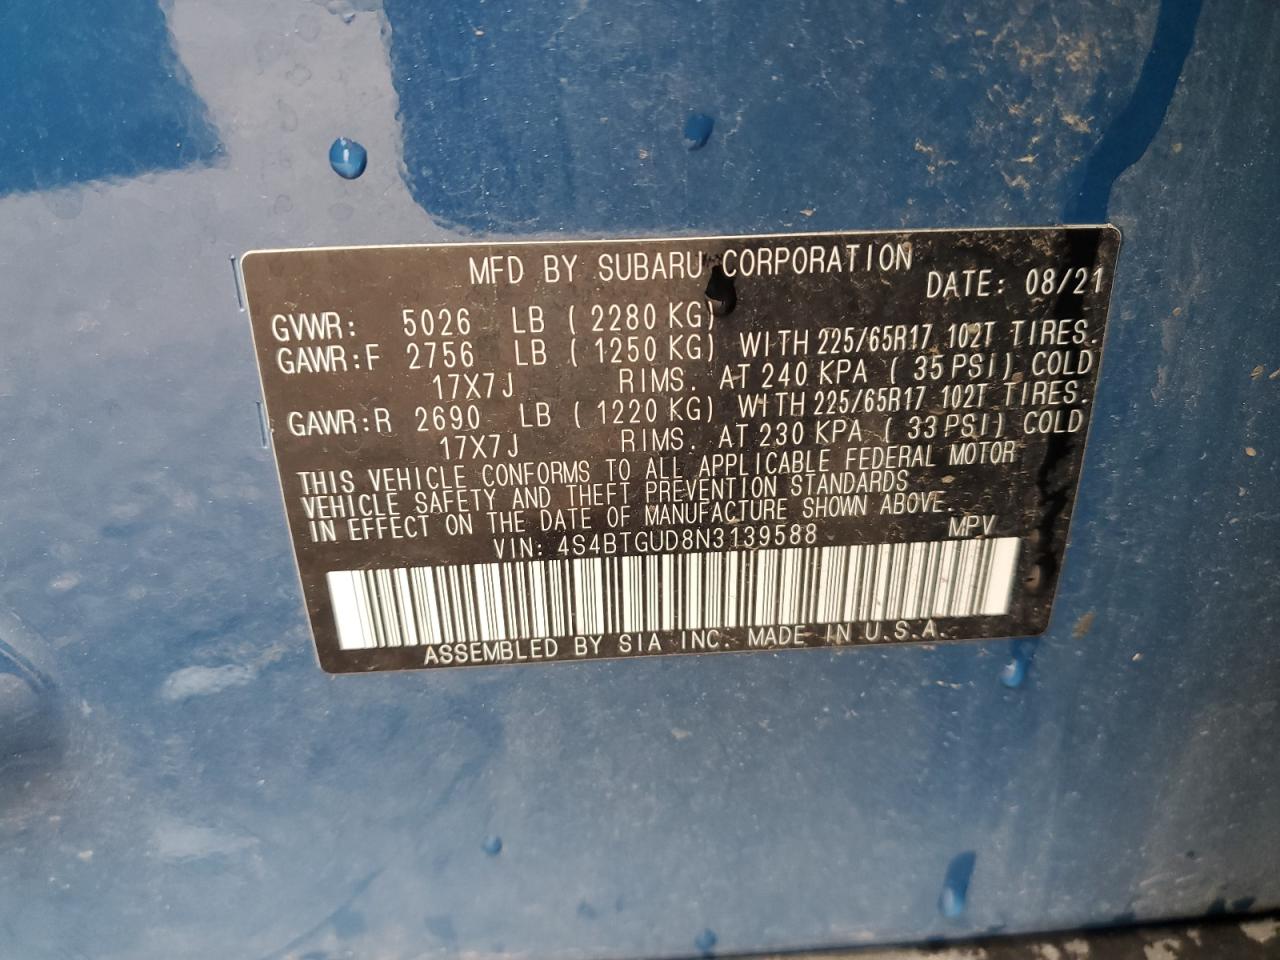 MFD BY SUBARU CORPORATION DATE: 08/21
GVWR: 5026 LB ( 2280 KG)
GAWR:F 2756 LB ( 1250 KG) WITH 225/65R17 102T TIRES.
17X7J RIMS. AT 240 KPA ( 35 PSI) COLD
GAWR:R 2690 LB ( 1220 KG) WITH 225/65R17 102T TIRES.
17X7J RIMS. AT 230 KPA ( 33 PSI) COLD
THIS VEHICLE CONFORMS TO ALL APPLICABLE FEDERAL MOTOR
VEHICLE SAFETY AND THEFT PREVENTION STANDARDS
IN EFFECT ON THE DATE OF MANUFACTURE SHOWN ABOVE.
VIN: 4S4BTGUD8N3139588 MPV
ASSEMBLED BY SIA INC. MADE IN U.S.A.